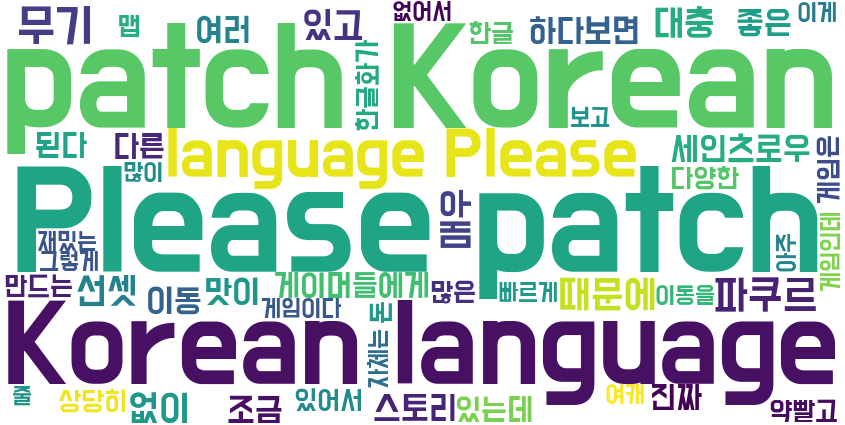 무기 맵 여러 있고 없어서 한글 하다보면 대충 좋은 이게
patch Korean
한글화가 보고
된다 다른 language Please 세인츠로우
많이 다양한 게임은
Please patch
재밌는 아
그렇게 아주 게임인데
만드는 선셋 이동 맛이 게이머들에게 많은 빠르게 때문에 이동을 파쿠르
게임이다 자체는 돈
Korean language
줄 상당히 없이 조금 있어서 스토리 있는데 여캐 진짜 약빨고